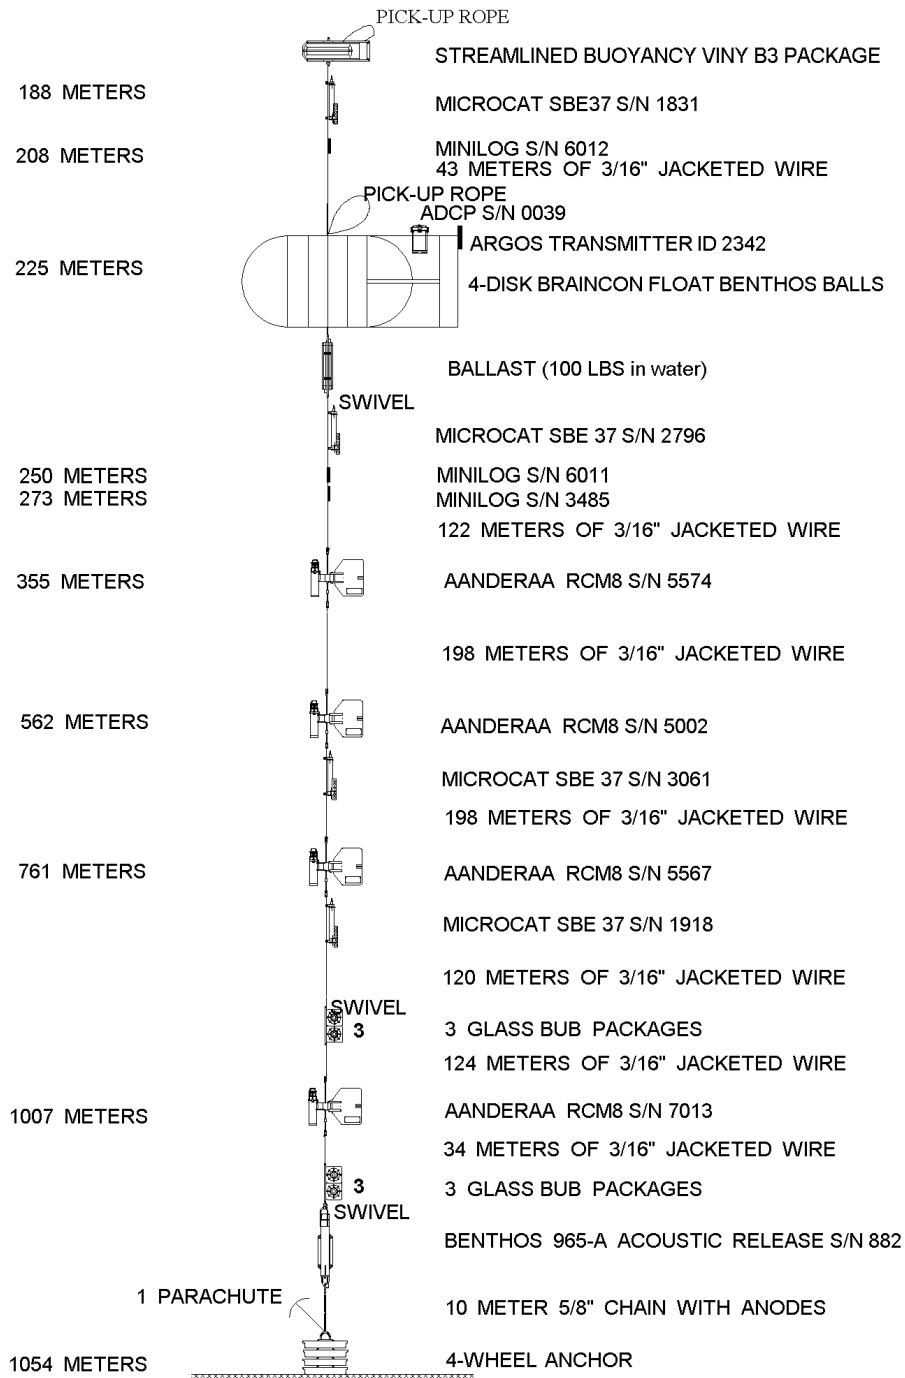 PICK-UP ROPE
STREAMLINED BUOYANCY VINY B3 PACKAGE
188 METERS
MICROCAT SBE37 S/N 1831
208 METERS
MINILOG S/N 6012
43 METERS OF 3/16" JACKETED WIRE
PICK-UP ROPE
ADCP S/N 0039
ARGOS TRANSMITTER ID 2342
225 METERS
4-DISK BRAINCON FLOAT BENTHOS BALLS
BALLAST (100 LBS in water)
SWIVEL
MICROCAT SBE 37 S/N 2796
250 METERS
MINILOG S/N 6011
273 METERS
MINILOG S/N 3485
122 METERS OF 3/16" JACKETED WIRE
355 METERS
AANDERAA RCM8 S/N 5574
198 METERS OF 3/16" JACKETED WIRE
562 METERS
AANDERAA RCM8 S/N 5002
MICROCAT SBE 37 S/N 3061
198 METERS OF 3/16" JACKETED WIRE
761 METERS
AANDERAA RCM8 S/N 5567
MICROCAT SBE 37 S/N 1918
120 METERS OF 3/16" JACKETED WIRE
SWIVEL
3
3 GLASS BUB PACKAGES
124 METERS OF 3/16" JACKETED WIRE
1007 METERS
AANDERAA RCM8 S/N 7013
34 METERS OF 3/16" JACKETED WIRE
3
3 GLASS BUB PACKAGES
SWIVEL
BENTHOS 965-A ACOUSTIC RELEASE S/N 882
1 PARACHUTE
10 METER 5/8" CHAIN WITH ANODES
1054 METERS
4-WHEEL ANCHOR